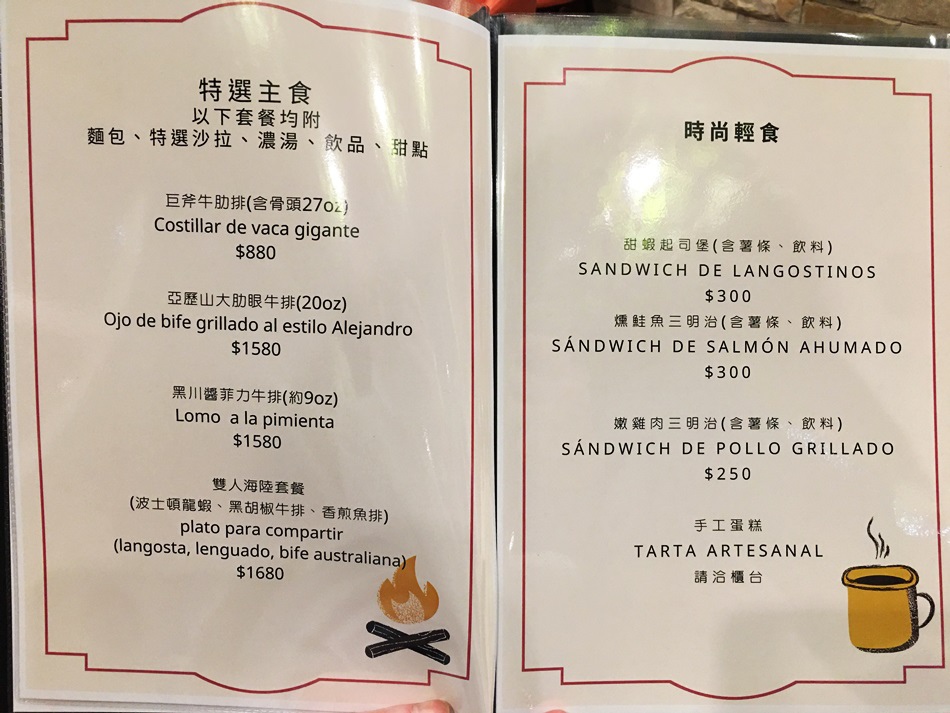 特選主食
以下套餐均附
麵包、特選沙拉、濃湯、飲品、甜點
巨斧牛肋排(含骨頭27oz)
Costillar de vaca gigante
$880
亞歷山大肋眼牛排(20oz)
Ojo de bife grillado al estilo Alejandro
$1580
黑川醬菲力牛排(約9oz)
Lomo a la pimienta
$1580
雙人海陸套餐
(波士頓龍蝦、黑胡椒牛排、香煎魚排)
plato para compartir
(langosta, lenguado, bife australiana)
$1680
時尚輕食
甜蝦起司堡(含薯條、飲料)
SANDWICH DE LANGOSTINOS
$300
燻鮭魚三明治(含薯條、飲料)
SÁNDWICH DE SALMÓN AHUMADO
$300
嫩雞肉三明治(含薯條、飲料)
SÁNDWICH DE POLLO GRILLADO
$250
手工蛋糕
TARTA ARTESANAL
請洽櫃台